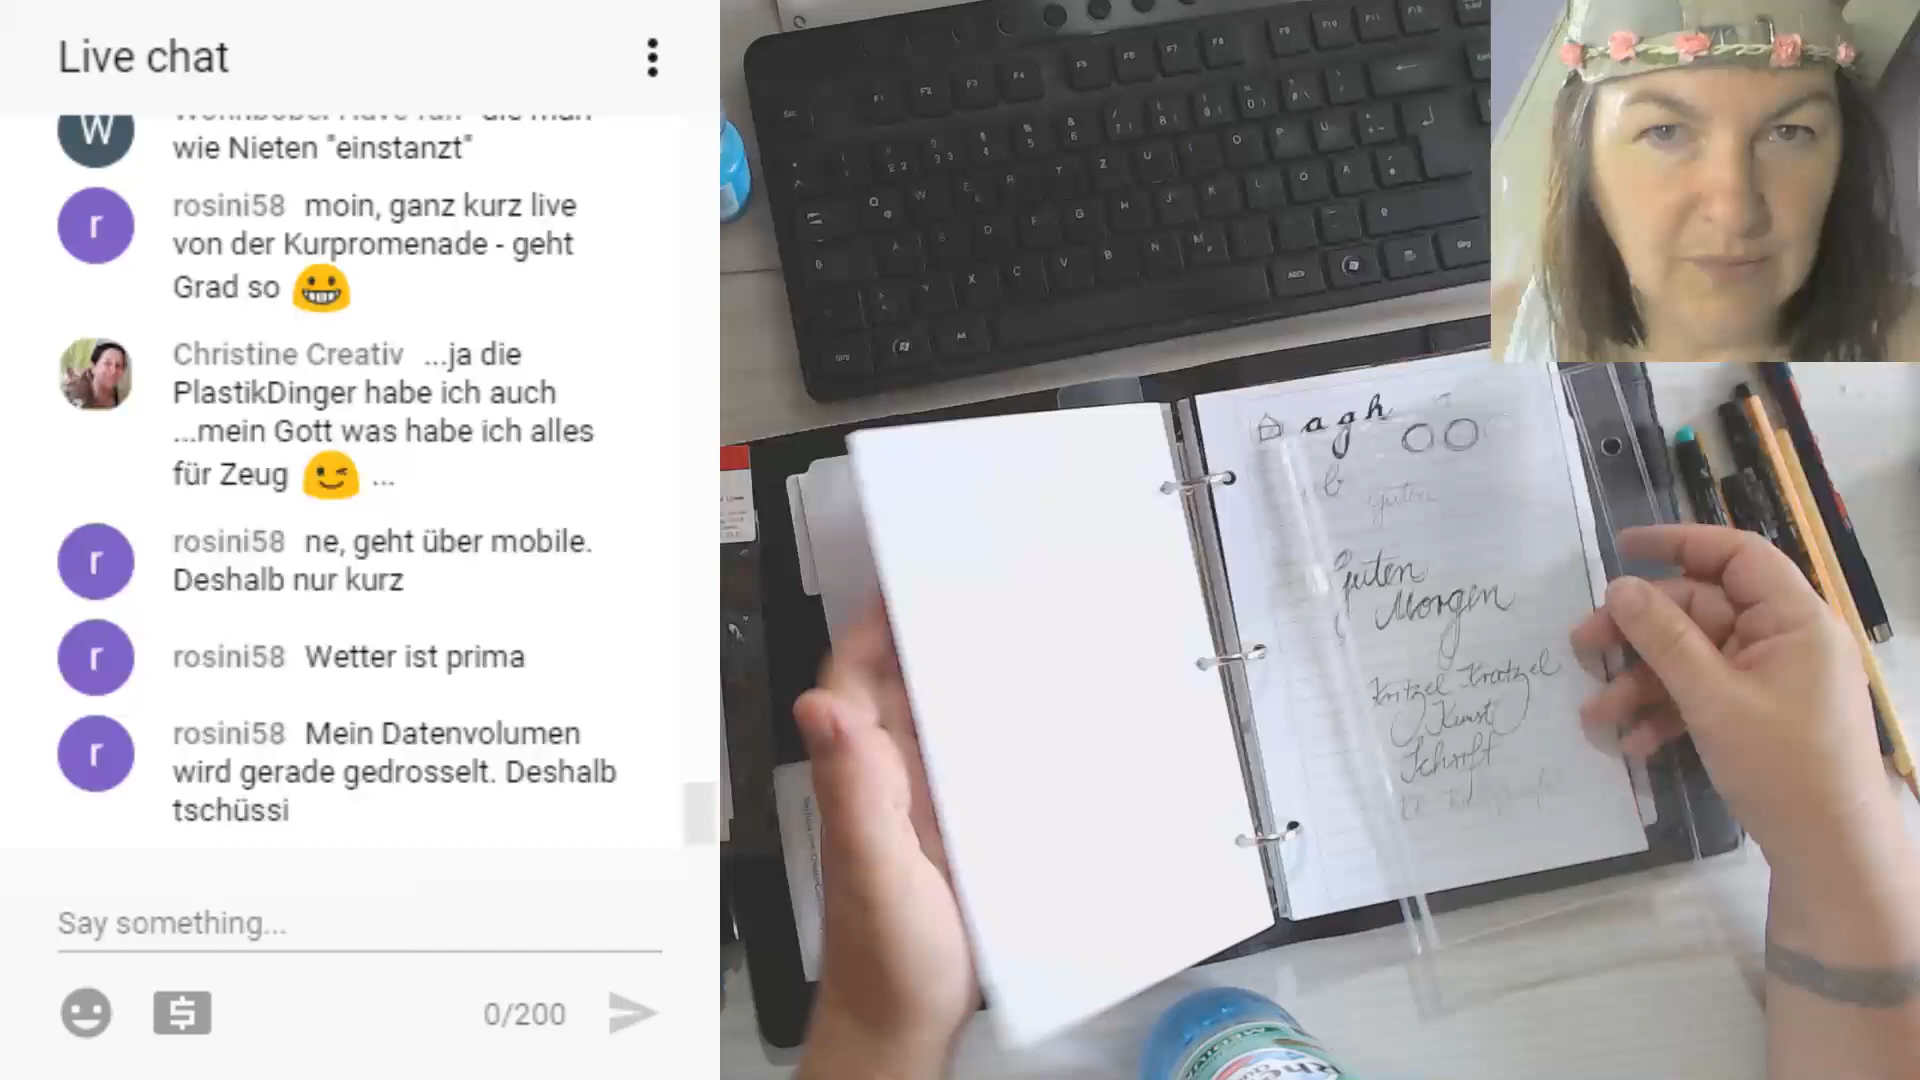 Live chat
wie Nieten "einstanzt"
rosini58 moin, ganz kurz live
von der Kurpromenade - geht
Grad so
Christine Creativ ...ja die
PlastikDinger habe ich auch
...mein Gott was habe ich alles
für Zeug ...
rosini58 ne, geht über mobile.
Deshalb nur kurz
rosini58 Wetter ist prima
rosini58 Mein Datenvolumen
wird gerade gedrosselt. Deshalb
tschüssi
Say something...
0/200
a g h
b
guten
guten
Morgen
Kritzel Kratzel
Kunst
Schrift